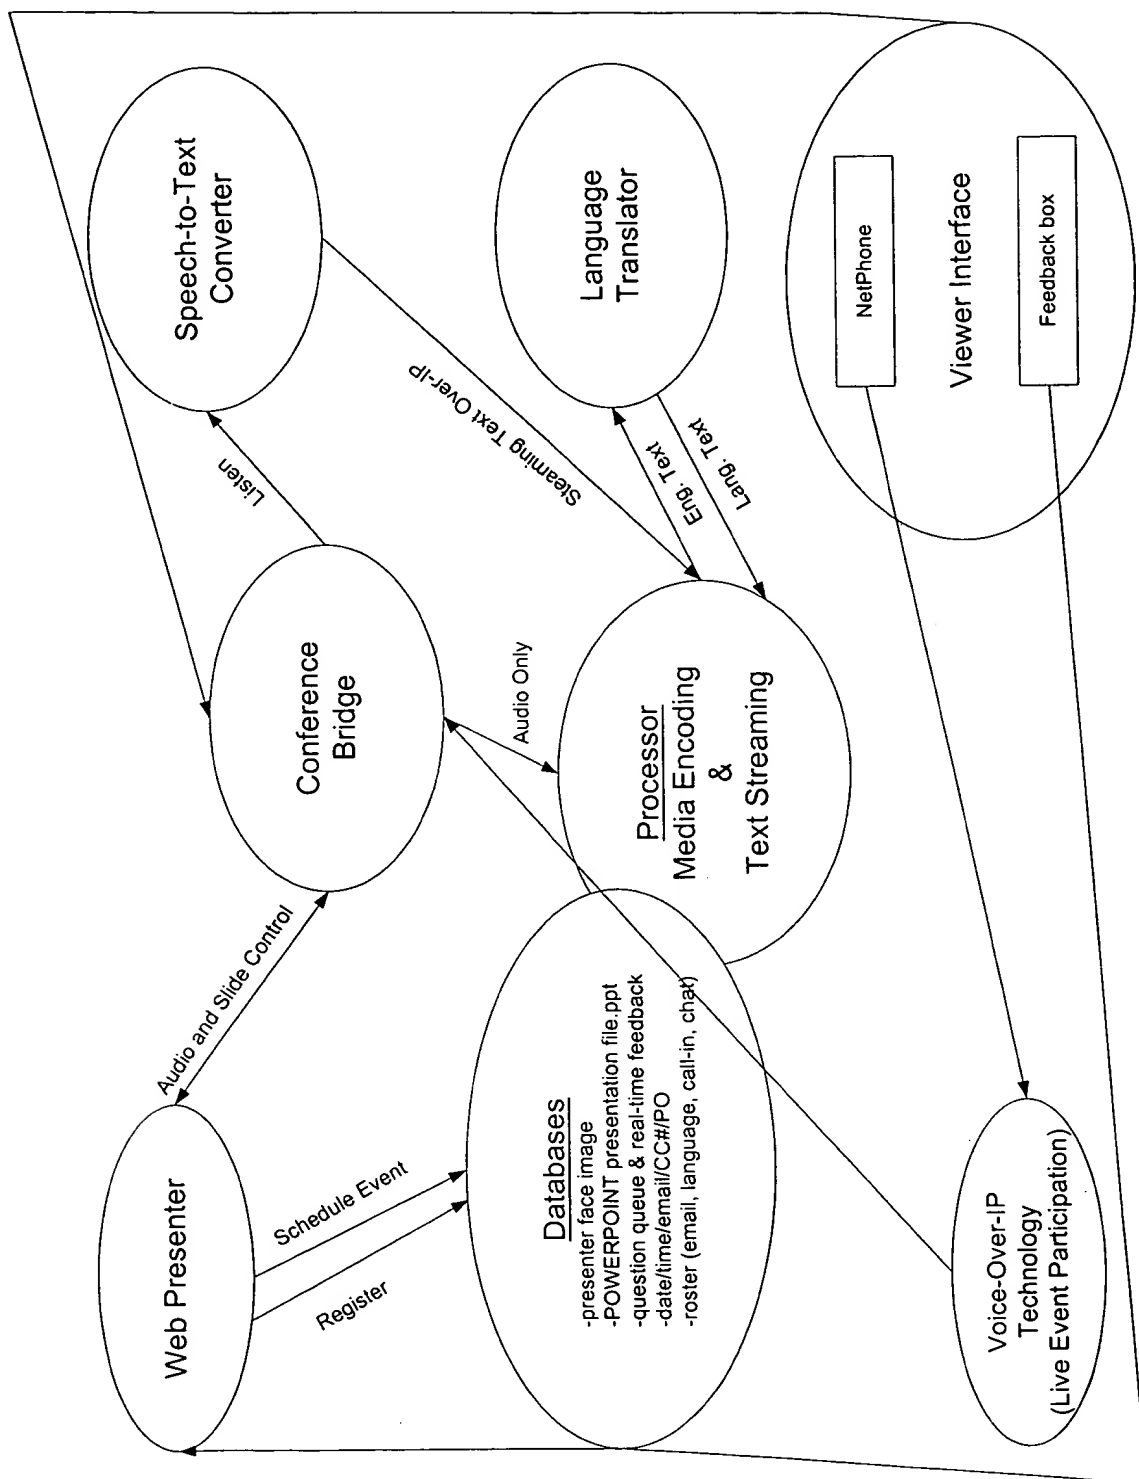 Web Presenter
Audio and Slide Control
Conference
Bridge
Listen
Speech-to-Text
Converter
Schedule Event
Register
Audio Only
Steaming Text Over-IP
Databases
-presenter face image
-POWERPOINT presentation file.ppt
-question queue & real-time feedback
-date/time/email/CC#/PO
-roster (email, language, call-in, chat)
Processor
Media Encoding
&
Text Streaming
Eng. Text
Lang. Text
Language
Translator
Voice-Over-IP
Technology
(Live Event Participation)
NetPhone
Viewer Interface
Feedback box